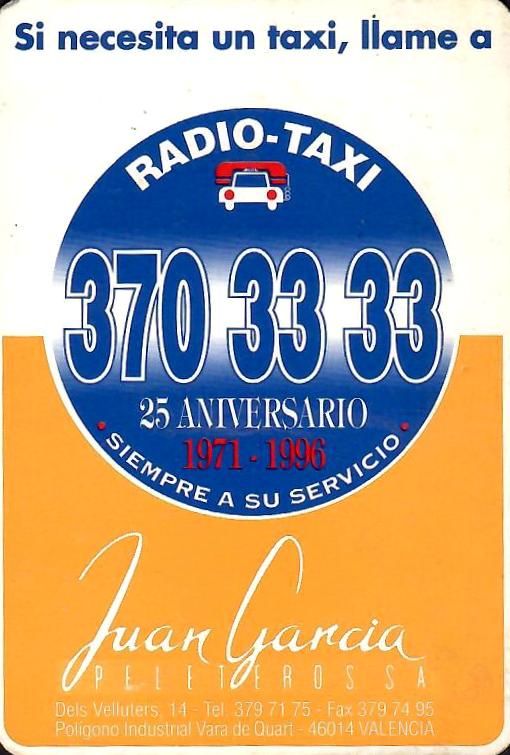 Si necesita un taxi, llame a
RADIO-TAXI
370 33 33
25 ANIVERSARIO
1971 - 1996
• SIEMPRE A SU SERVICIO •
Juan Garcia
PELETEROS SA
Dels Velluters, 14 - Tel. 379 71 75 - Fax 379 74 95
Polígono Industrial Vara de Quart - 46014 VALENCIA